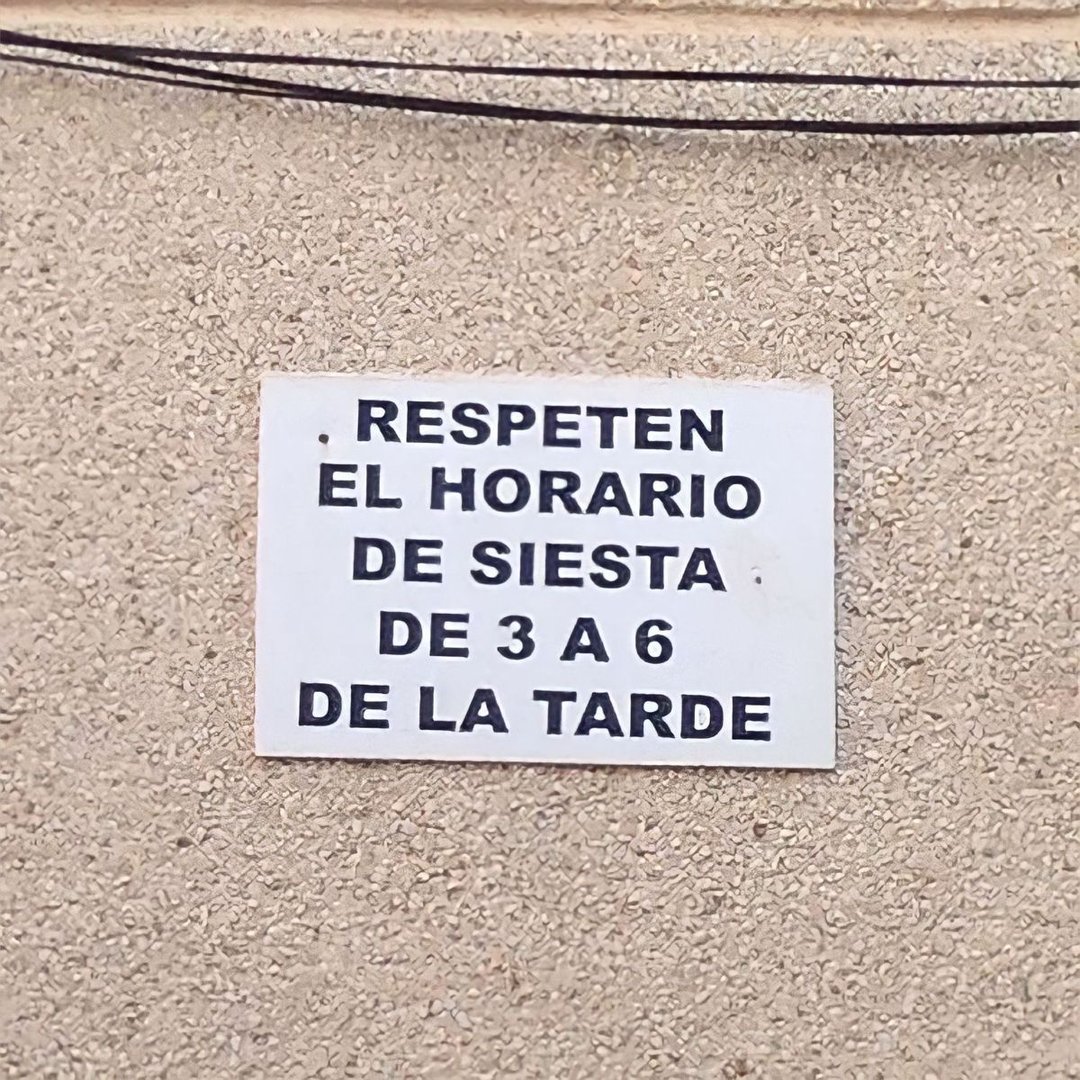 RESPETEN
EL HORARIO
DE SIESTA
DE 3 A 6
DE LA TARDE